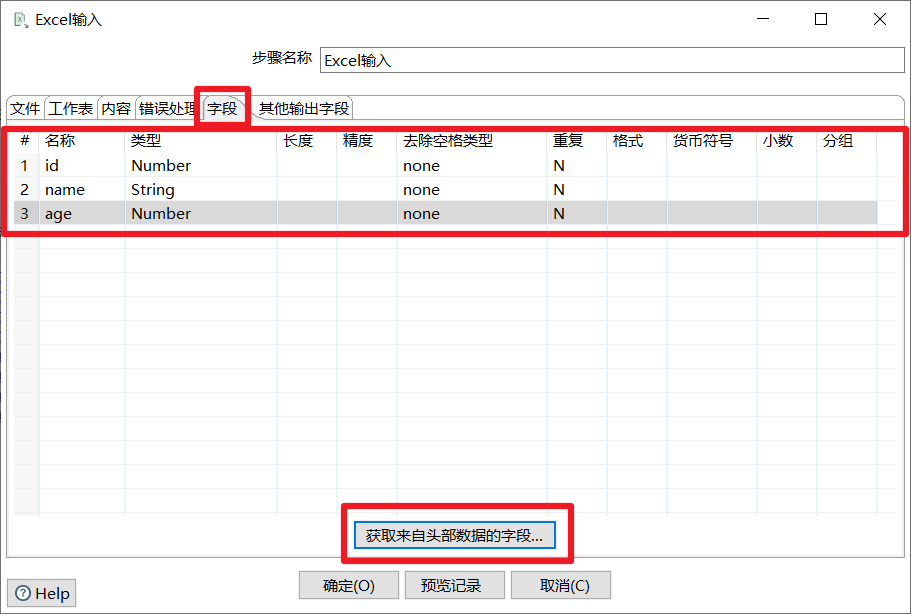 Excel输入
步骤名称 Excel输入
文件 工作表 内容 错误处理 字段 其他输出字段
# 名称 类型 长度 精度 去除空格类型 重复 格式 货币符号 小数 分组
1 id Number none N
2 name String none N
3 age Number none N
获取来自头部数据的字段...
确定(O) 预览记录 取消(C)
Help